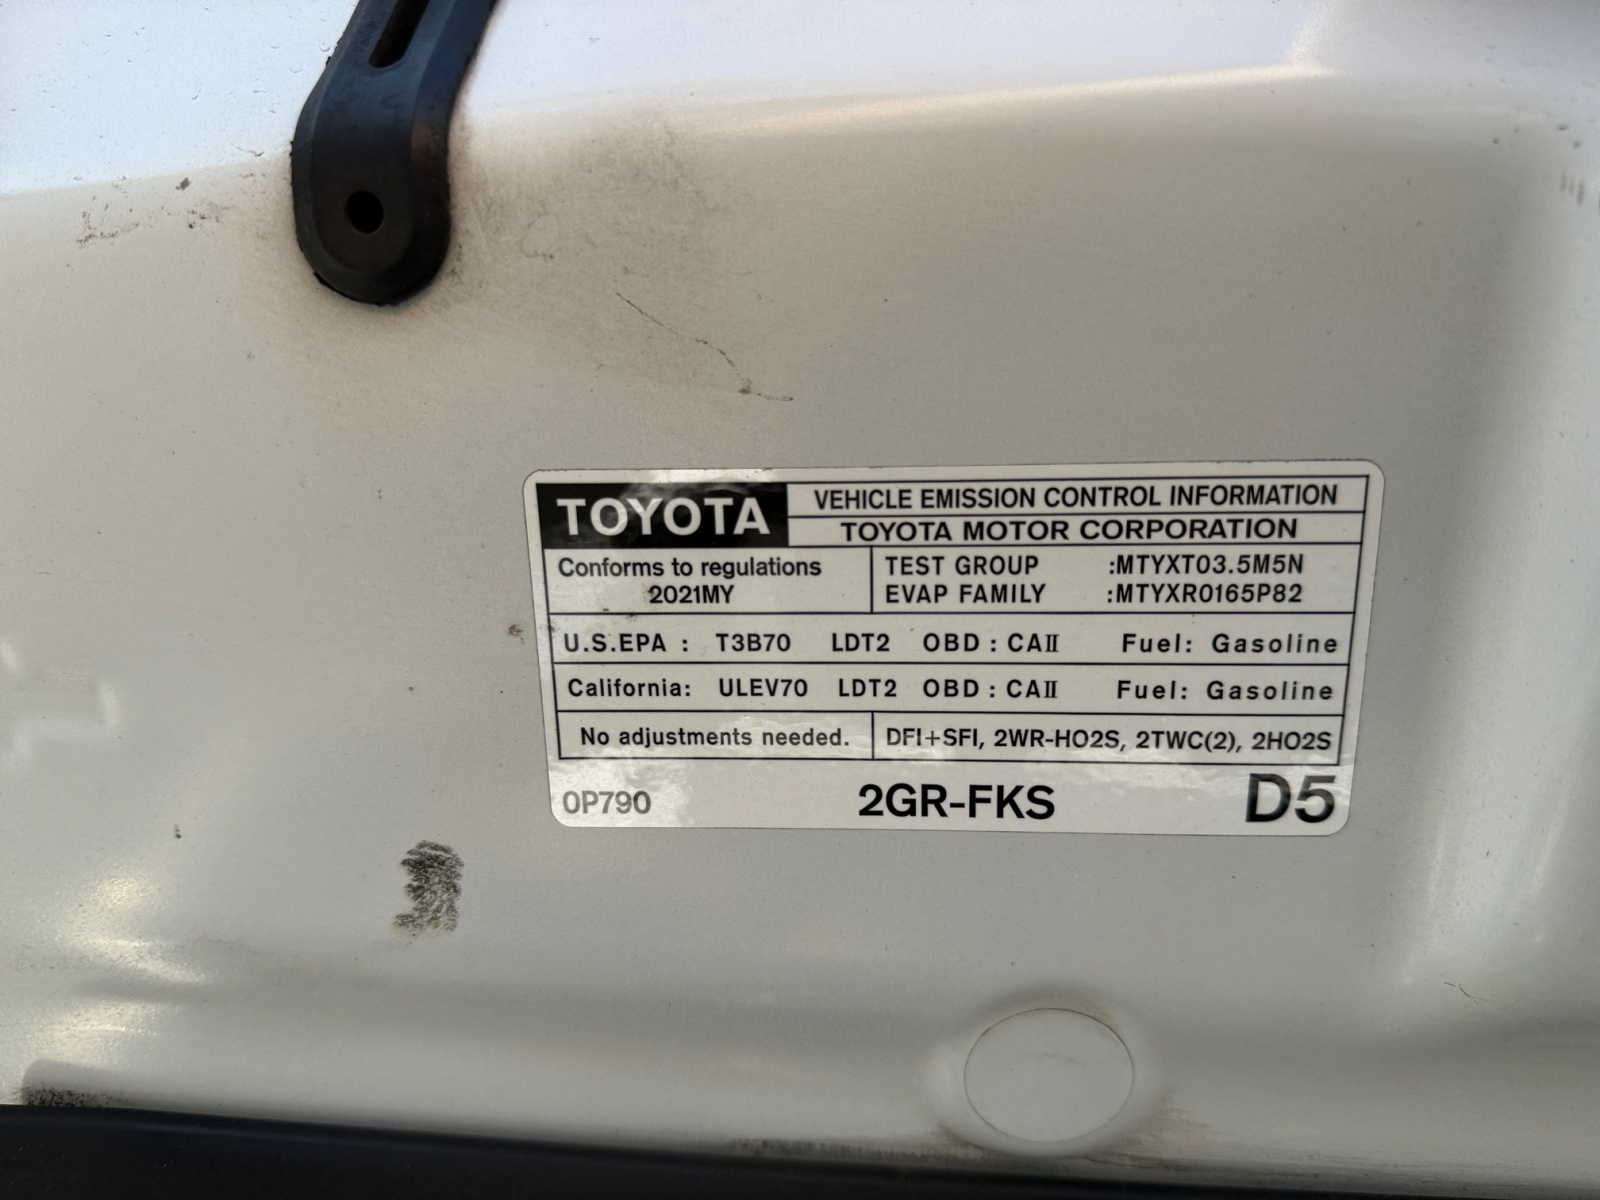 TOYOTA
VEHICLE EMISSION CONTROL INFORMATION
TOYOTA MOTOR CORPORATION
Conforms to regulations
2021MY
TEST GROUP :MTYXT03.5M5N
EVAP FAMILY :MTYXR0165P82
U.S.EPA : T3B70 LDT2 OBD : CAII Fuel: Gasoline
California: ULEV70 LDT2 OBD : CAII Fuel: Gasoline
No adjustments needed.
DFI+SFI, 2WR-HO2S, 2TWC(2), 2HO2S
0P790 2GR-FKS D5